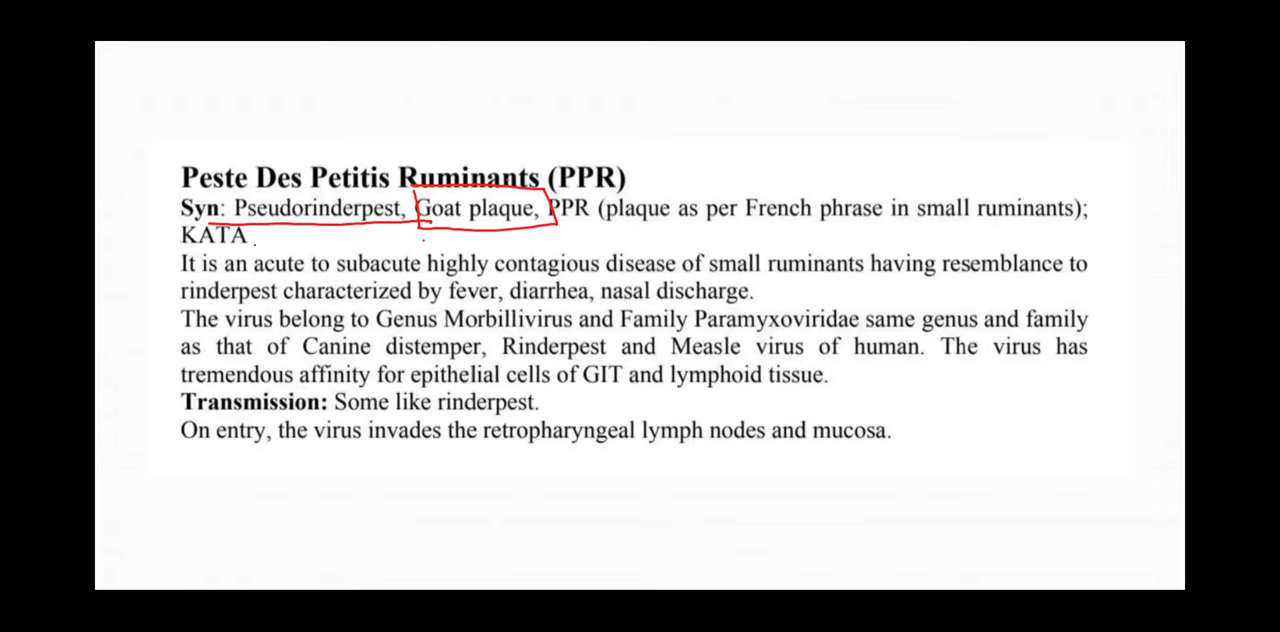 Peste Des Petitis Ruminants (PPR)
Syn: Pseudorinderpest, Goat plaque, PPR (plaque as per French phrase in small ruminants);
KATA
It is an acute to subacute highly contagious disease of small ruminants having resemblance to
rinderpest characterized by fever, diarrhea, nasal discharge.
The virus belong to Genus Morbillivirus and Family Paramyxoviridae same genus and family
as that of Canine distemper, Rinderpest and Measle virus of human. The virus has
tremendous affinity for epithelial cells of GIT and lymphoid tissue.
Transmission: Some like rinderpest.
On entry, the virus invades the retropharyngeal lymph nodes and mucosa.